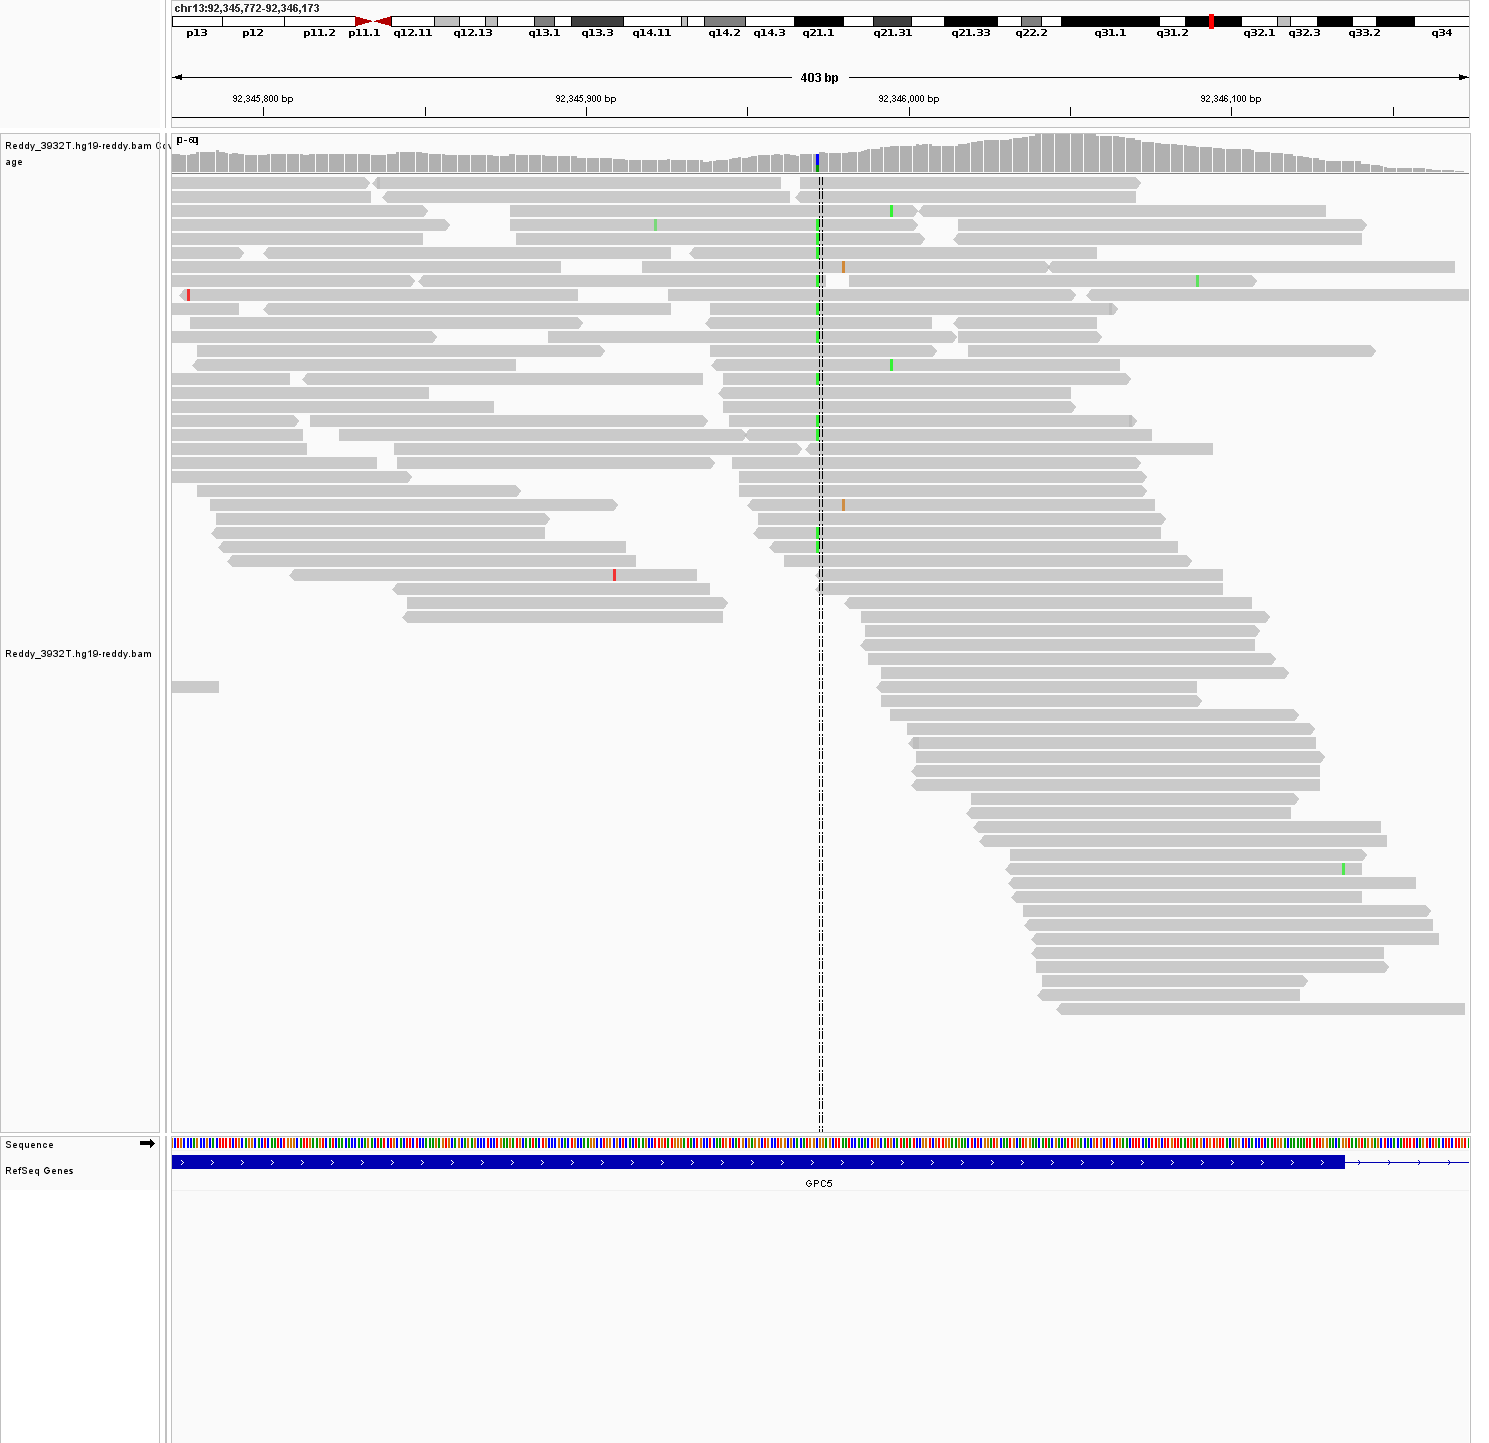 chr13:92,345,772-92,346,173
p13 p12 p11.2 p11.1 q12.11 q12.13 q13.1 q13.3 q14.11 q14.2 q14.3 q21.1 q21.31 q21.33 q22.2 q31.1 q31.2 q32.1 q32.3 q33.2 q34
403 bp
92,345,800 bp 92,345,900 bp 92,346,000 bp 92,346,100 bp
[0-60]
Reddy_3932T.hg19-reddy.bam Cov
age
Reddy_3932T.hg19-reddy.bam
Sequence
RefSeq Genes
GPC5